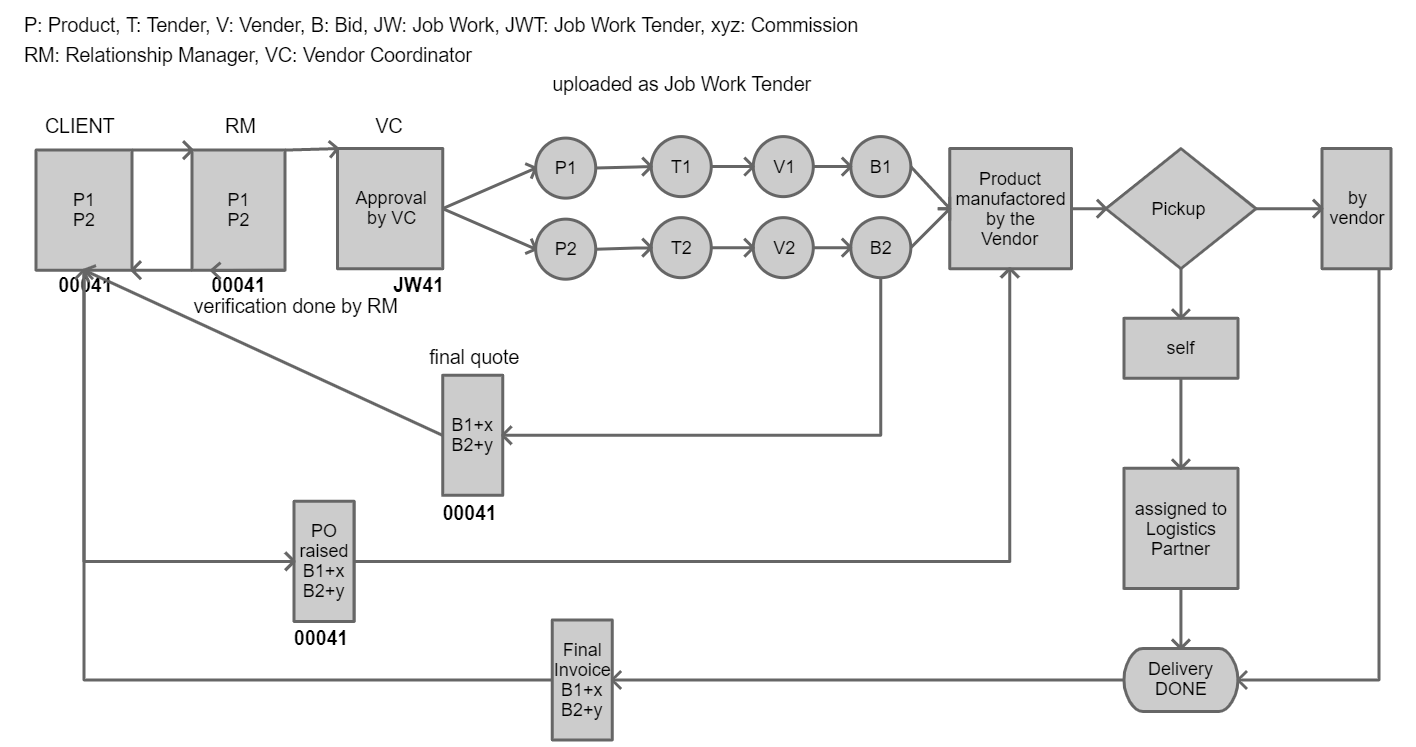 P: Product, T: Tender, V: Vender, B: Bid, JW: Job Work, JWT: Job Work Tender, xyz: Commission
RM: Relationship Manager, VC: Vendor Coordinator
uploaded as Job Work Tender
CLIENT
RM
VC
P1
P2
P1
P2
Approval
by VC
P1
T1
V1
B1
P2
T2
V2
B2
Product
manufactored
by the
Vendor
Pickup
by
vendor
00041
00041
JW41
verification done by RM
self
final quote
B1+x
B2+y
00041
assigned to
Logistics
Partner
PO
raised
B1+x
B2+y
00041
Final
Invoice
B1+x
B2+y
Delivery
DONE